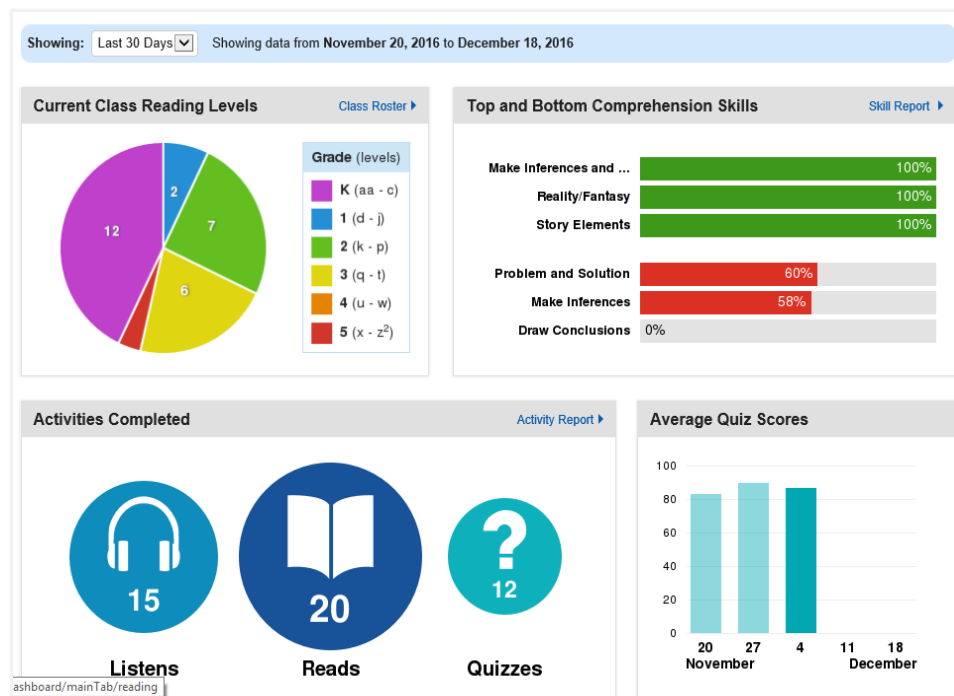 Showing: Last 30 Days Showing data from November 20, 2016 to December 18, 2016
Current Class Reading Levels Class Roster
Grade (levels)
K (aa - c)
1 (d - j)
2 (k - p)
3 (q - t)
4 (u - w)
5 (x - z²)
2
7
12
6
Top and Bottom Comprehension Skills Skill Report
Make Inferences and ... 100%
Reality/Fantasy 100%
Story Elements 100%
Problem and Solution 60%
Make Inferences 58%
Draw Conclusions 0%
Activities Completed Activity Report
15
20
12
Listens Reads Quizzes
Average Quiz Scores
100
80
60
40
20
0
20 27 4 11 18
November December
ashboard/mainTab/reading